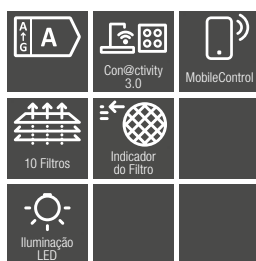 A
↑
G
A
Con@ctivity
3.0
MobileControl
10 Filtros
Indicador
do Filtro
Iluminação
LED